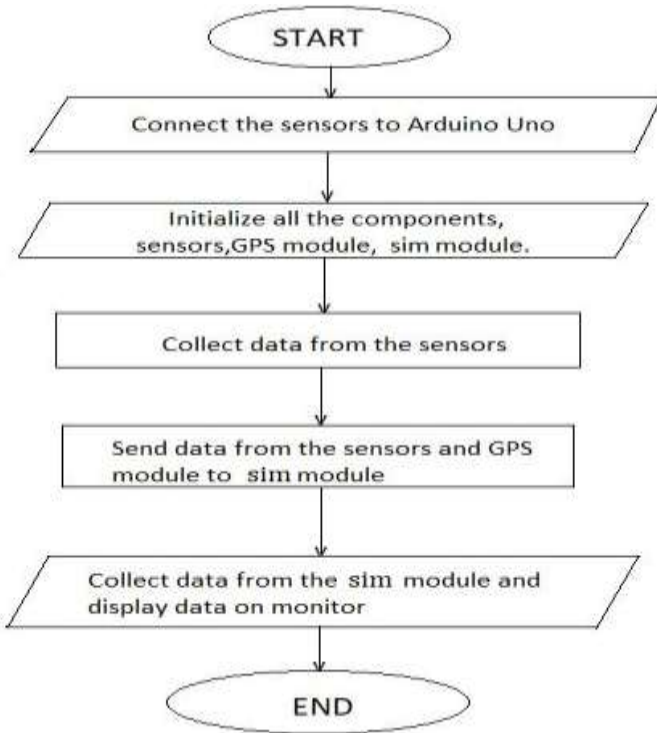 START
Connect the sensors to Arduino Uno
Initialize all the components,
sensors,GPS module, sim module.
Collect data from the sensors
Send data from the sensors and GPS
module to sim module
Collect data from the sim module and
display data on monitor
END